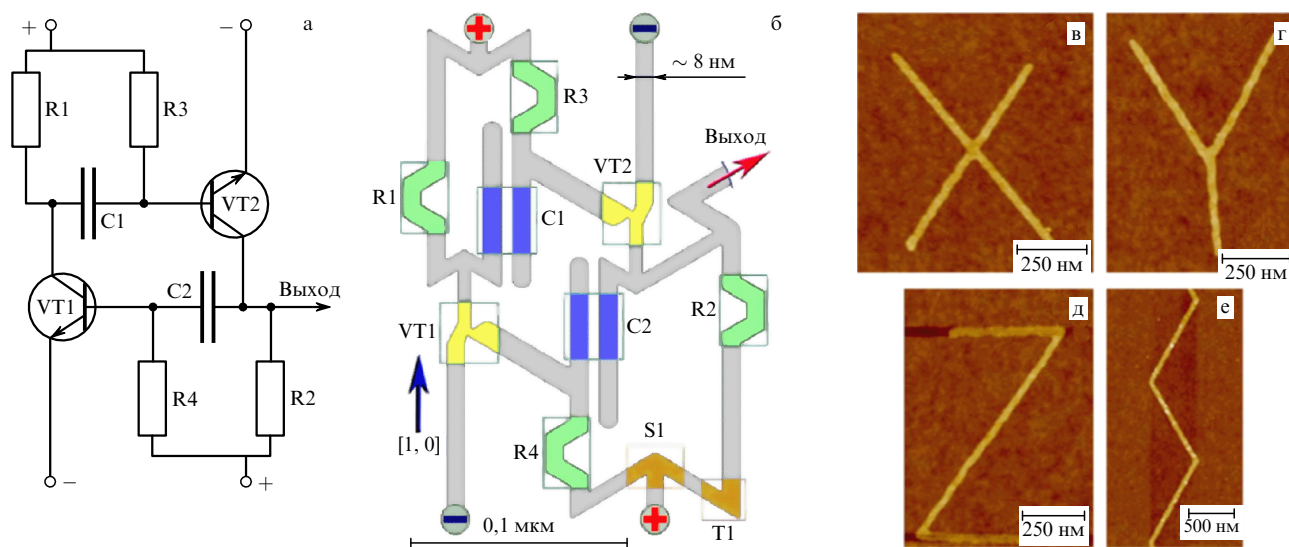 а
+
−
R1
R3
C1
VT2
VT1
C2
Выход
R4
R2
−
+
б
+
−
~ 8 нм
R3
Выход
VT2
R1
C1
VT1
C2
R2
[1, 0]
R4
S1
−
0,1 мкм
+
T1
в
250 нм
г
250 нм
д
250 нм
е
500 нм